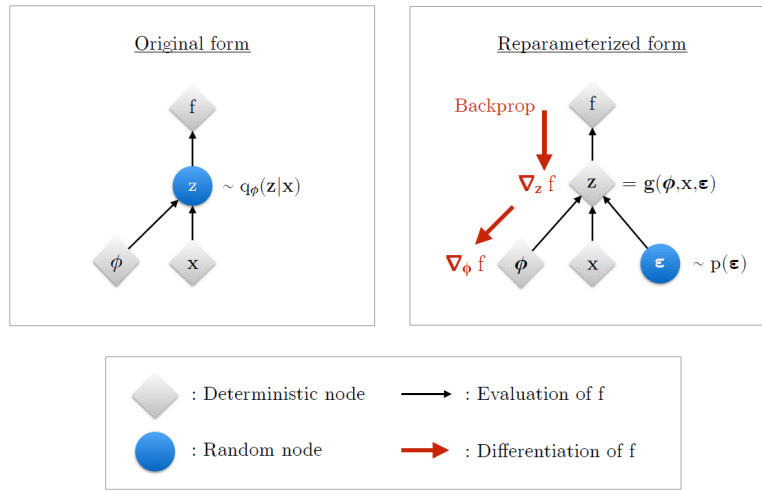 Original form
f
z ~ qϕ(z|x)
ϕ x
Reparameterized form
Backprop f
∇z f z = g(ϕ,x,ε)
∇ϕ f ϕ x ε ~ p(ε)
: Deterministic node : Evaluation of f
: Random node : Differentiation of f